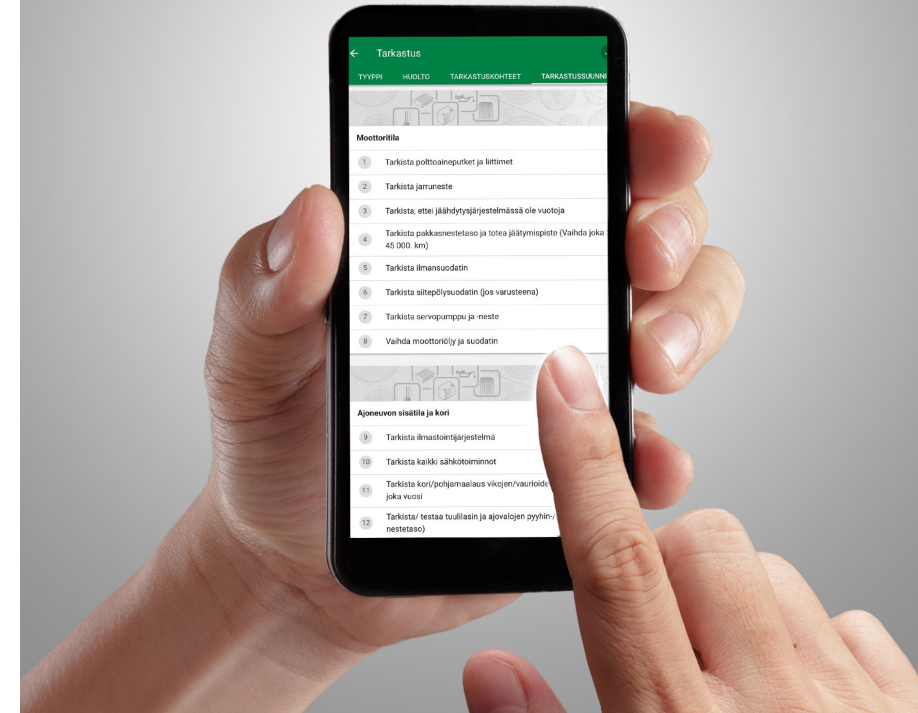 Tarkastus
TYYPPI HUOLTO TARKASTUSKOHTEET TARKASTUSSUUNNI
Moottoritila
1 Tarkista polttoaineputket ja liittimet
2 Tarkista jarruneste
3 Tarkista, ettei jäähdytysjärjestelmässä ole vuotoja
4 Tarkista pakkasnestetaso ja totea jäätymispiste (Vaihda joka
45 000. km)
5 Tarkista ilmansuodatin
6 Tarkista siitepölysuodatin (jos varusteena)
7 Tarkista servopumppu ja -neste
8 Vaihda moottoriöljy ja suodatin
Ajoneuvon sisätila ja kori
9 Tarkista ilmastointijärjestelmä
10 Tarkista kaikki sähkötoiminnot
11 Tarkista kori/pohjamaalaus vikojen/vaurioide
joka vuosi
12 Tarkista/ testaa tuulilasin ja ajovalojen pyyhin-/
nestetaso)